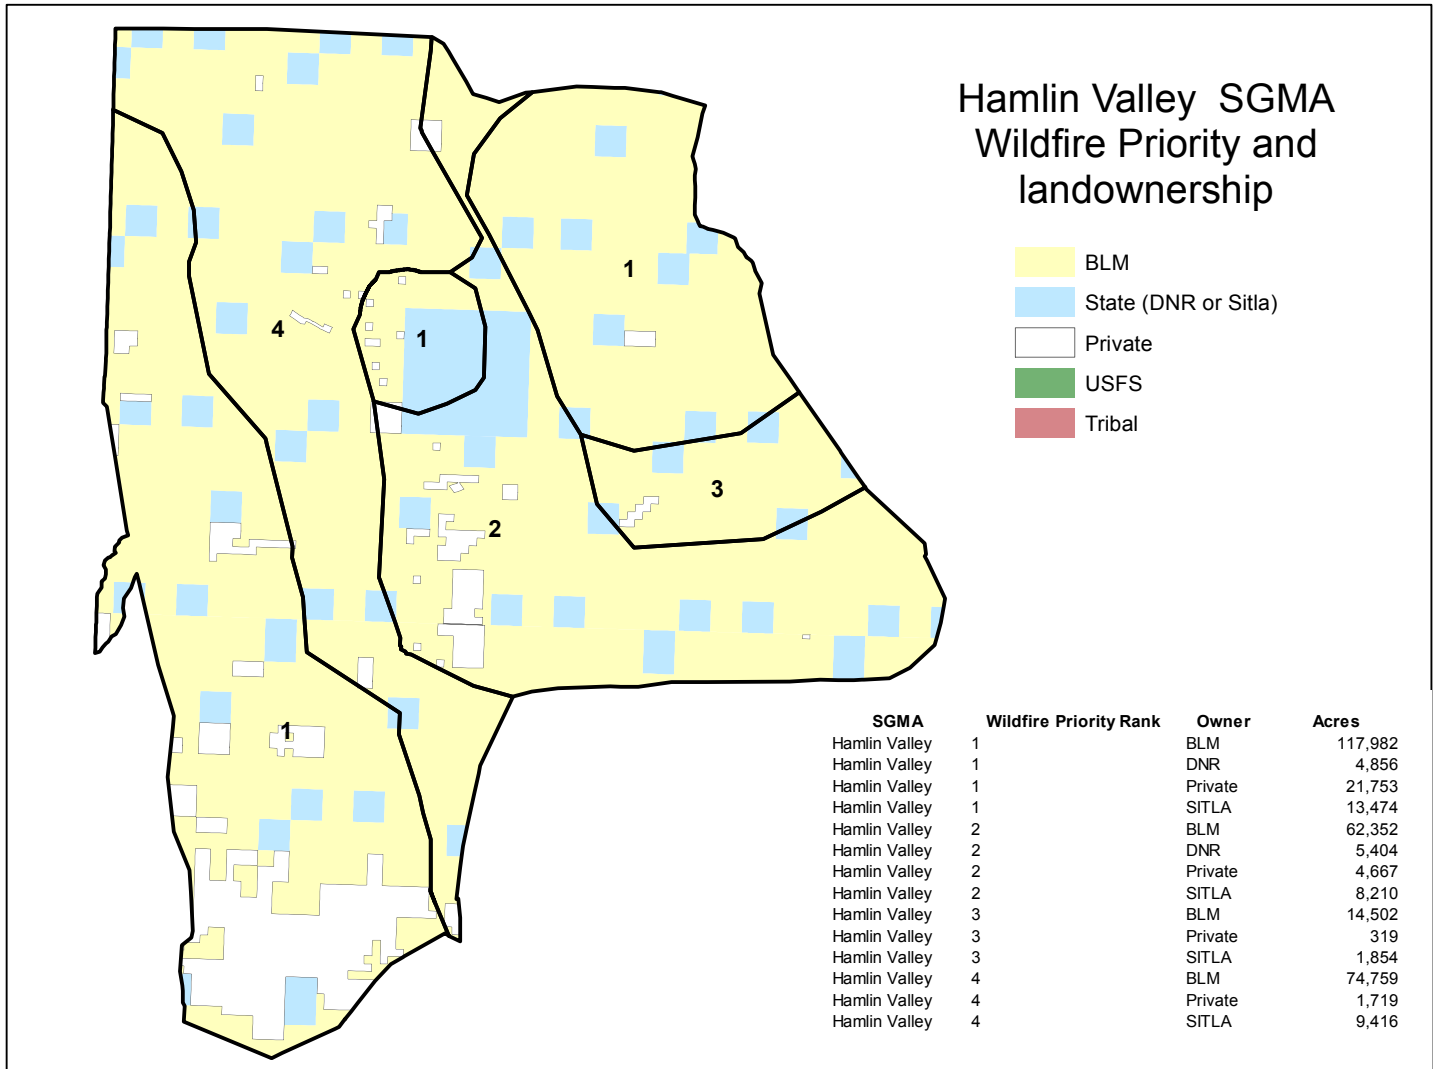 Hamlin Valley SGMA
Wildfire Priority and
landownership
BLM
State (DNR or Sitla)
Private
USFS
Tribal
1
4
1
3
2
1
SGMA Wildfire Priority Rank Owner Acres
Hamlin Valley 1 BLM 117,982
Hamlin Valley 1 DNR 4,856
Hamlin Valley 1 Private 21,753
Hamlin Valley 1 SITLA 13,474
Hamlin Valley 2 BLM 62,352
Hamlin Valley 2 DNR 5,404
Hamlin Valley 2 Private 4,667
Hamlin Valley 2 SITLA 8,210
Hamlin Valley 3 BLM 14,502
Hamlin Valley 3 Private 319
Hamlin Valley 3 SITLA 1,854
Hamlin Valley 4 BLM 74,759
Hamlin Valley 4 Private 1,719
Hamlin Valley 4 SITLA 9,416